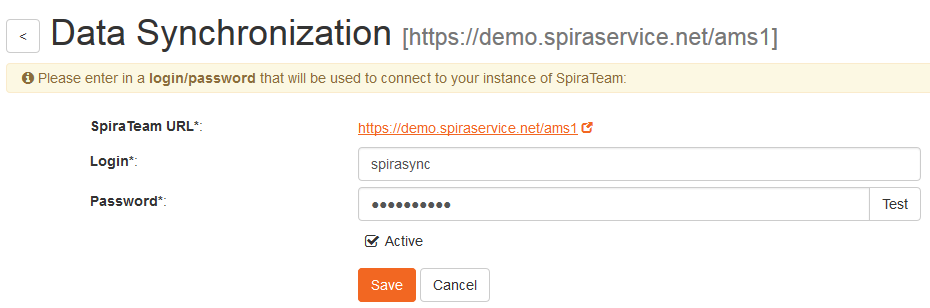 < Data Synchronization [https://demo.spiraservice.net/ams1]
Please enter in a login/password that will be used to connect to your instance of SpiraTeam:
SpiraTeam URL*: https://demo.spiraservice.net/ams1
Login*: spirasync
Password*: ●●●●●●●●●● Test
Active
Save Cancel